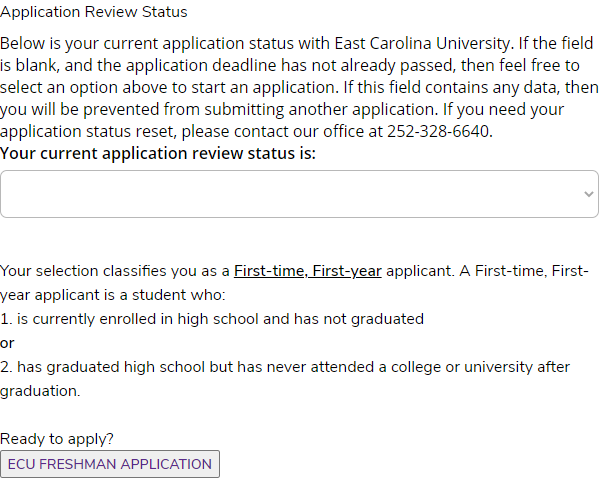 Application Review Status
Below is your current application status with East Carolina University. If the field
is blank, and the application deadline has not already passed, then feel free to
select an option above to start an application. If this field contains any data, then
you will be prevented from submitting another application. If you need your
application status reset, please contact our office at 252-328-6640.
Your current application review status is:
Your selection classifies you as a First-time, First-year applicant. A First-time, First-
year applicant is a student who:
1. is currently enrolled in high school and has not graduated
or
2. has graduated high school but has never attended a college or university after
graduation.
Ready to apply?
ECU FRESHMAN APPLICATION